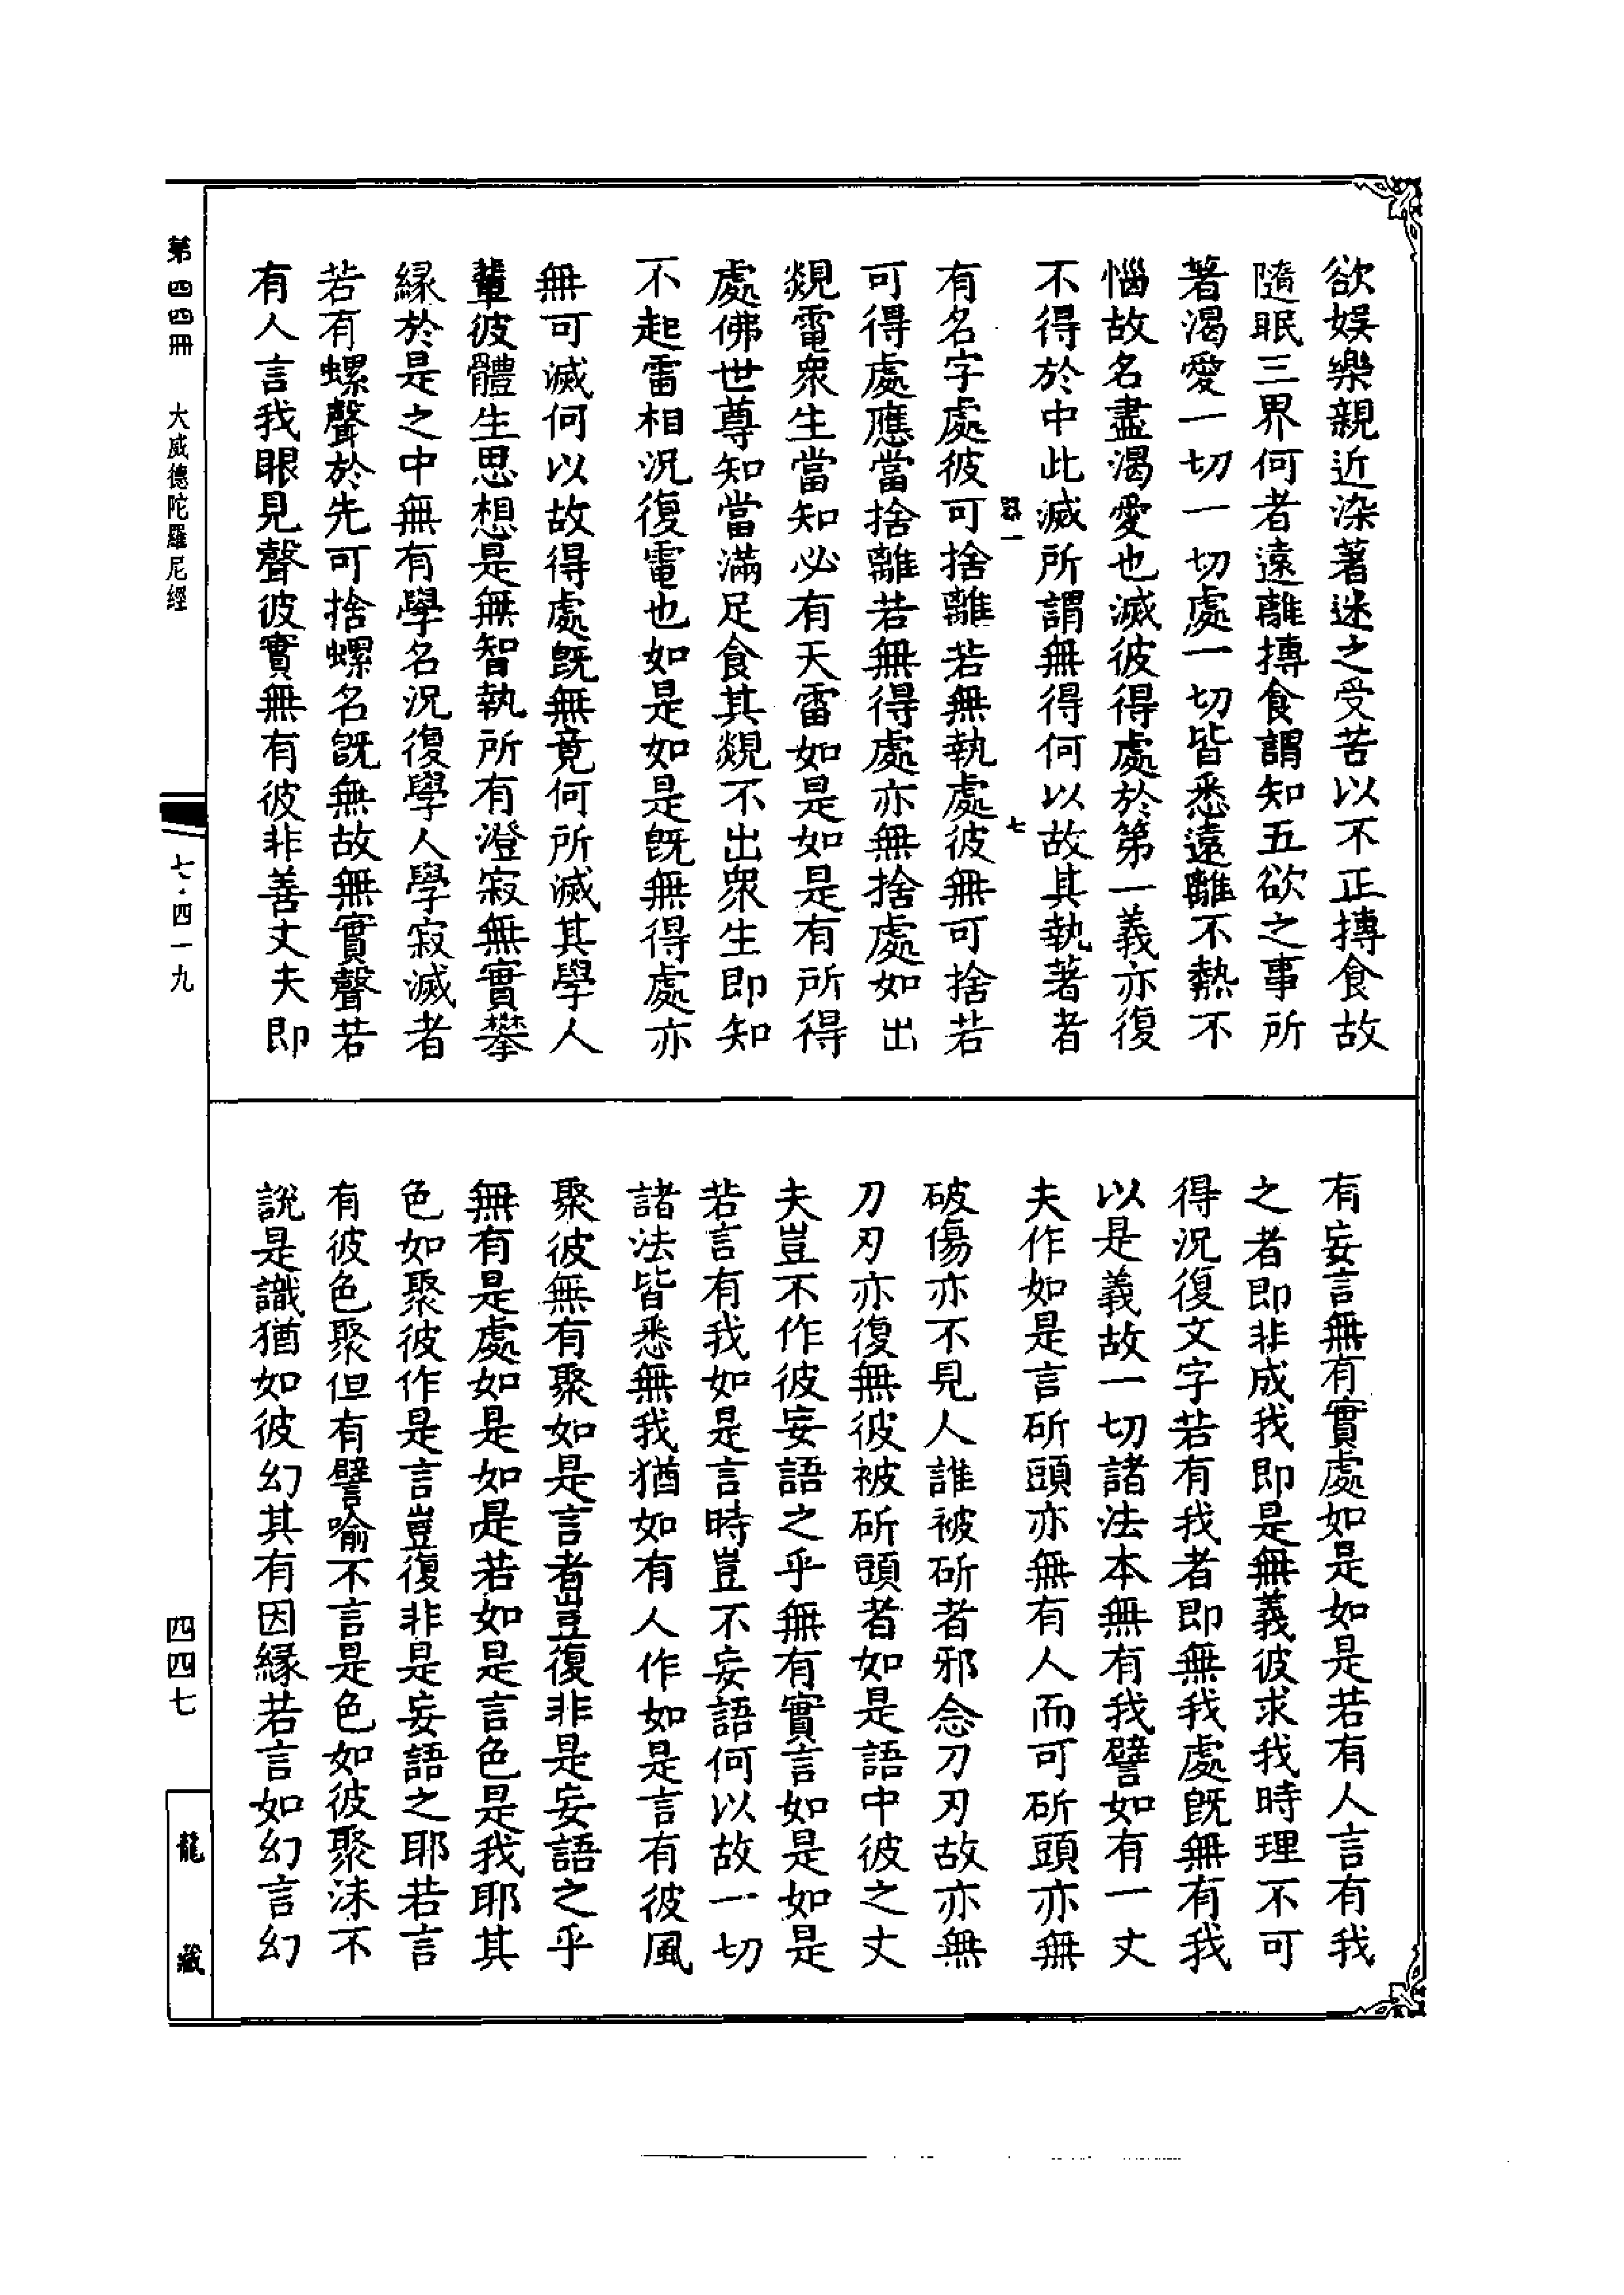 欲娛樂親近染著迷之受苦以不正摶食故
隨眠三界何者遠離摶食謂知五欲之事所
著渴愛一切一切處一切皆悉遠離不熱不
惱故名盡渴愛也滅彼得處於第一義亦復
不得於中此滅所謂無得何以故其執著者
七
有名字處彼可捨離若無執處彼無可捨若
可得處應當捨離若無得處亦無捨處如出
覢電衆生當知必有天雷如是如是有所得
處佛世尊知當滿足食其覢不出衆生即知
不起雷相況復電也如是如是旣無得處亦
無可滅何以故得處旣無竟何所滅其學人
輩彼體生思想是無智執所有澄寂無實攀
緣於是之中無有學名況復學人學寂滅者
若有螺聲於先可捨螺名旣無故無實聲若
有人言我眼見聲彼實無有彼非善丈夫即
有妄言無有實處如是如是若有人言有我
之者即非成我即是無義彼求我時理不可
得況復文字若有我者即無我處旣無有我
以是義故一切諸法本無有我譬如有一丈
夫作如是言斫頭亦無有人而可斫頭亦無
破傷亦不見人誰被斫者邪念刀刃故亦無
刀刃亦復無彼被斫頭者如是語中彼之丈
夫豈不作彼妄語之乎無有實言如是如是
若言有我如是言時豈不妄語何以故一切
諸法皆悉無我猶如有人作如是言有彼風
聚彼無有聚如是言者豈復非是妄語之乎
無有是處如是如是若如是言色是我耶其
色如聚彼作是言豈復非是妄語之耶若言
有彼色聚但有譬喻不言是色如彼聚沫不
說是識猶如彼幻其有因緣若言如幻言幻
第四四冊 大威德陀羅尼經
七·四一九
四四七
龍藏